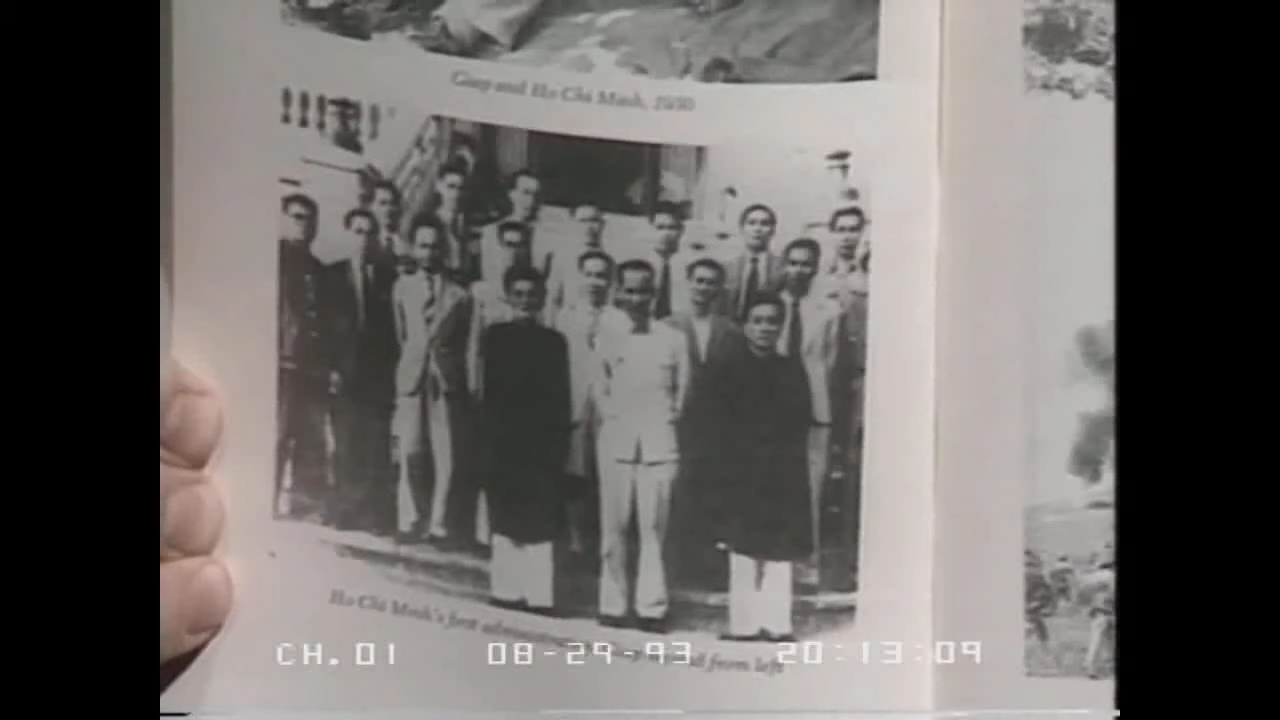 Giap and Ho Chi Minh, 1950
Ho Chi Minh's first from left
CH.01 08-29-93 20:13:09